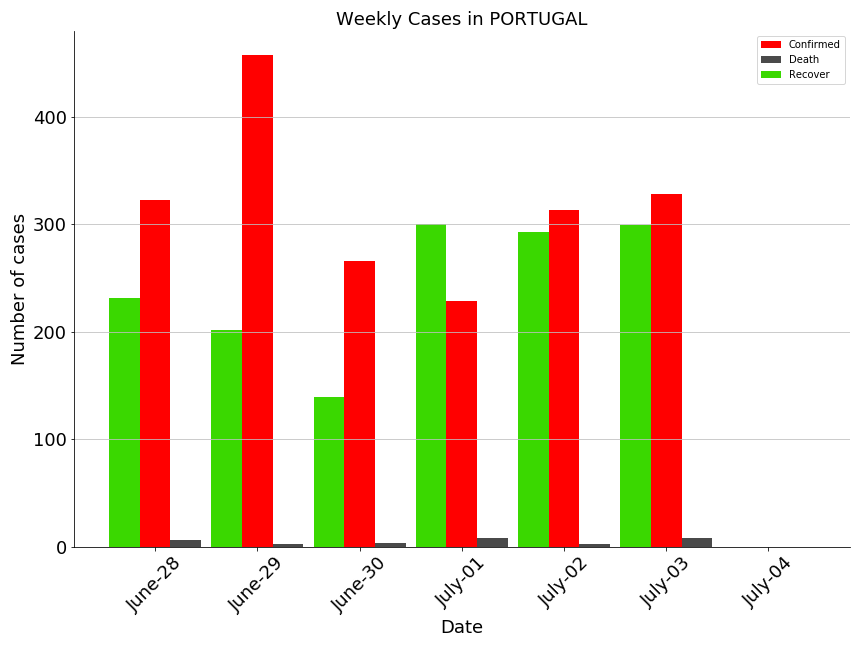 Weekly Cases in PORTUGAL
Confirmed
Death
Recover
Number of cases
400
300
200
100
0
June-28
June-29
June-30
July-01
July-02
July-03
July-04
Date